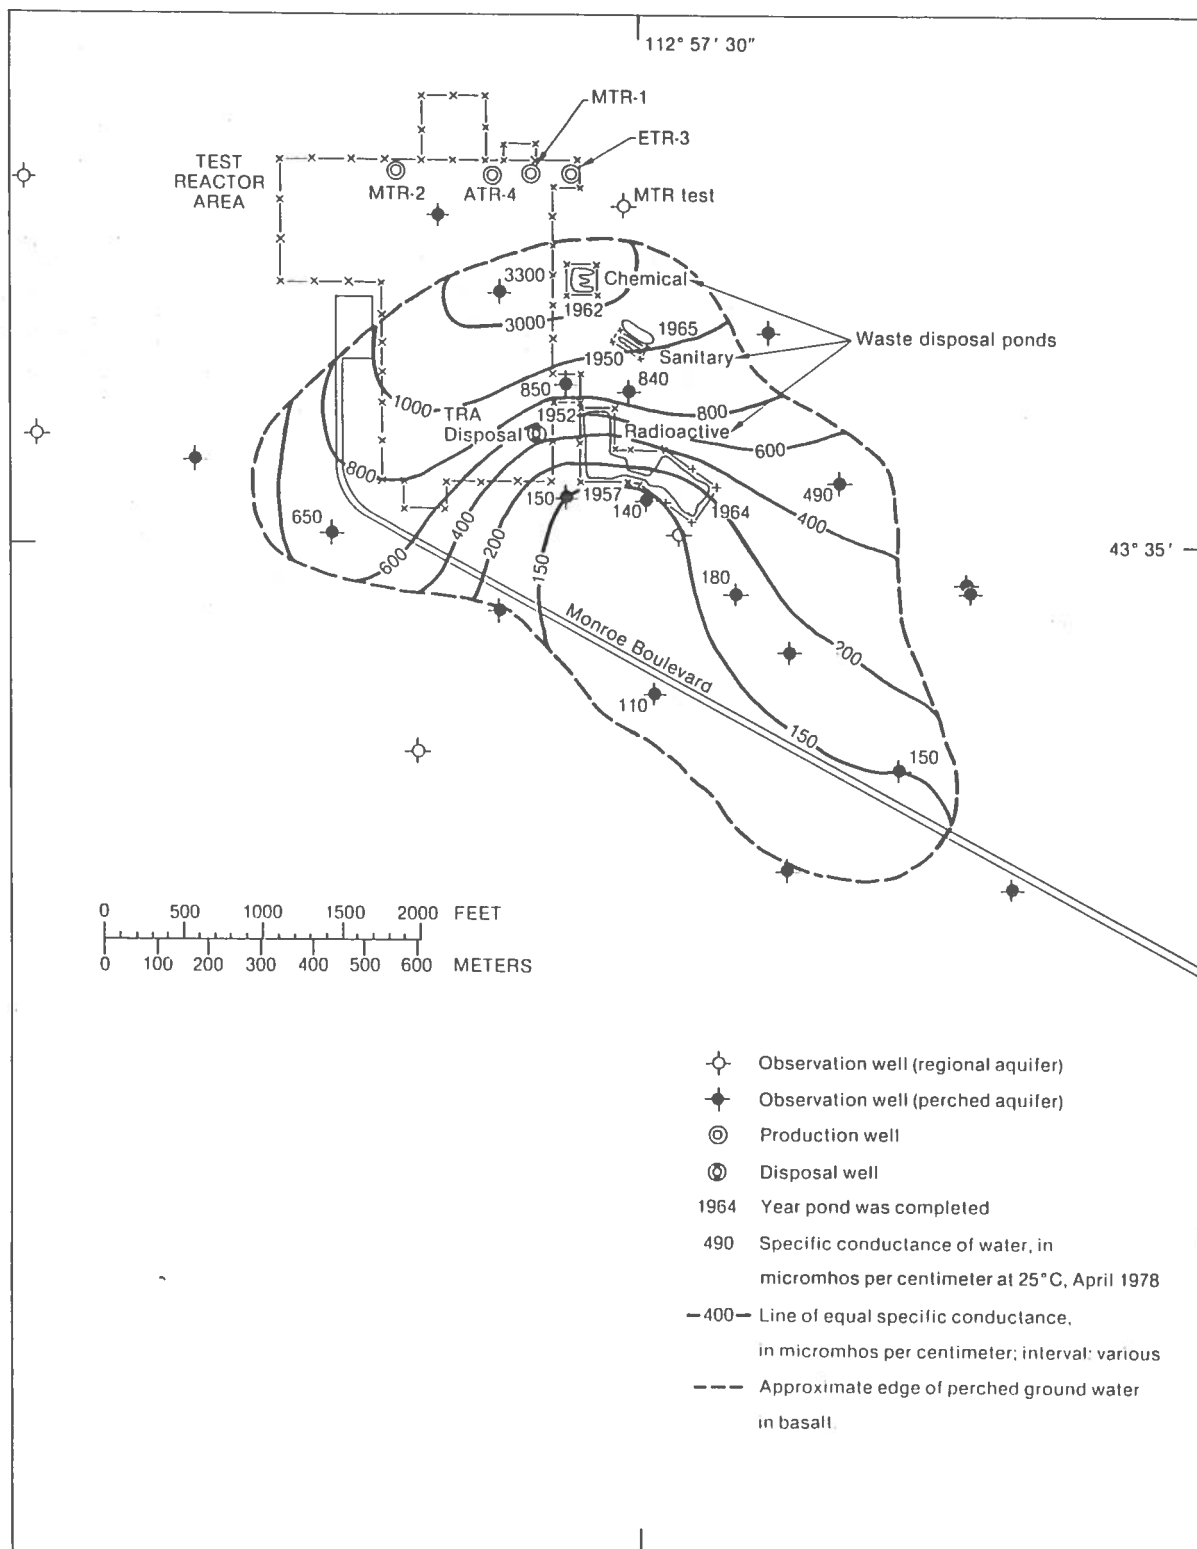 112° 57' 30"
MTR-1
ETR-3
TEST
REACTOR
AREA
MTR-2
ATR-4
MTR test
3300
Chemical
3000
1962
1965
1950
Sanitary
Waste disposal ponds
850
840
1000
TRA
Disposal
1952
800
Radioactive
600
800
150
1957
140
1964
490
400
650
600
400
200
150
43° 35'
180
Monroe Boulevard
200
110
150
150
0 500 1000 1500 2000 FEET
0 100 200 300 400 500 600 METERS
Observation well (regional aquifer)
Observation well (perched aquifer)
Production well
Disposal well
1964 Year pond was completed
490 Specific conductance of water, in
micromhos per centimeter at 25°C, April 1978
—400— Line of equal specific conductance,
in micromhos per centimeter; interval: various
Approximate edge of perched ground water
in basalt.